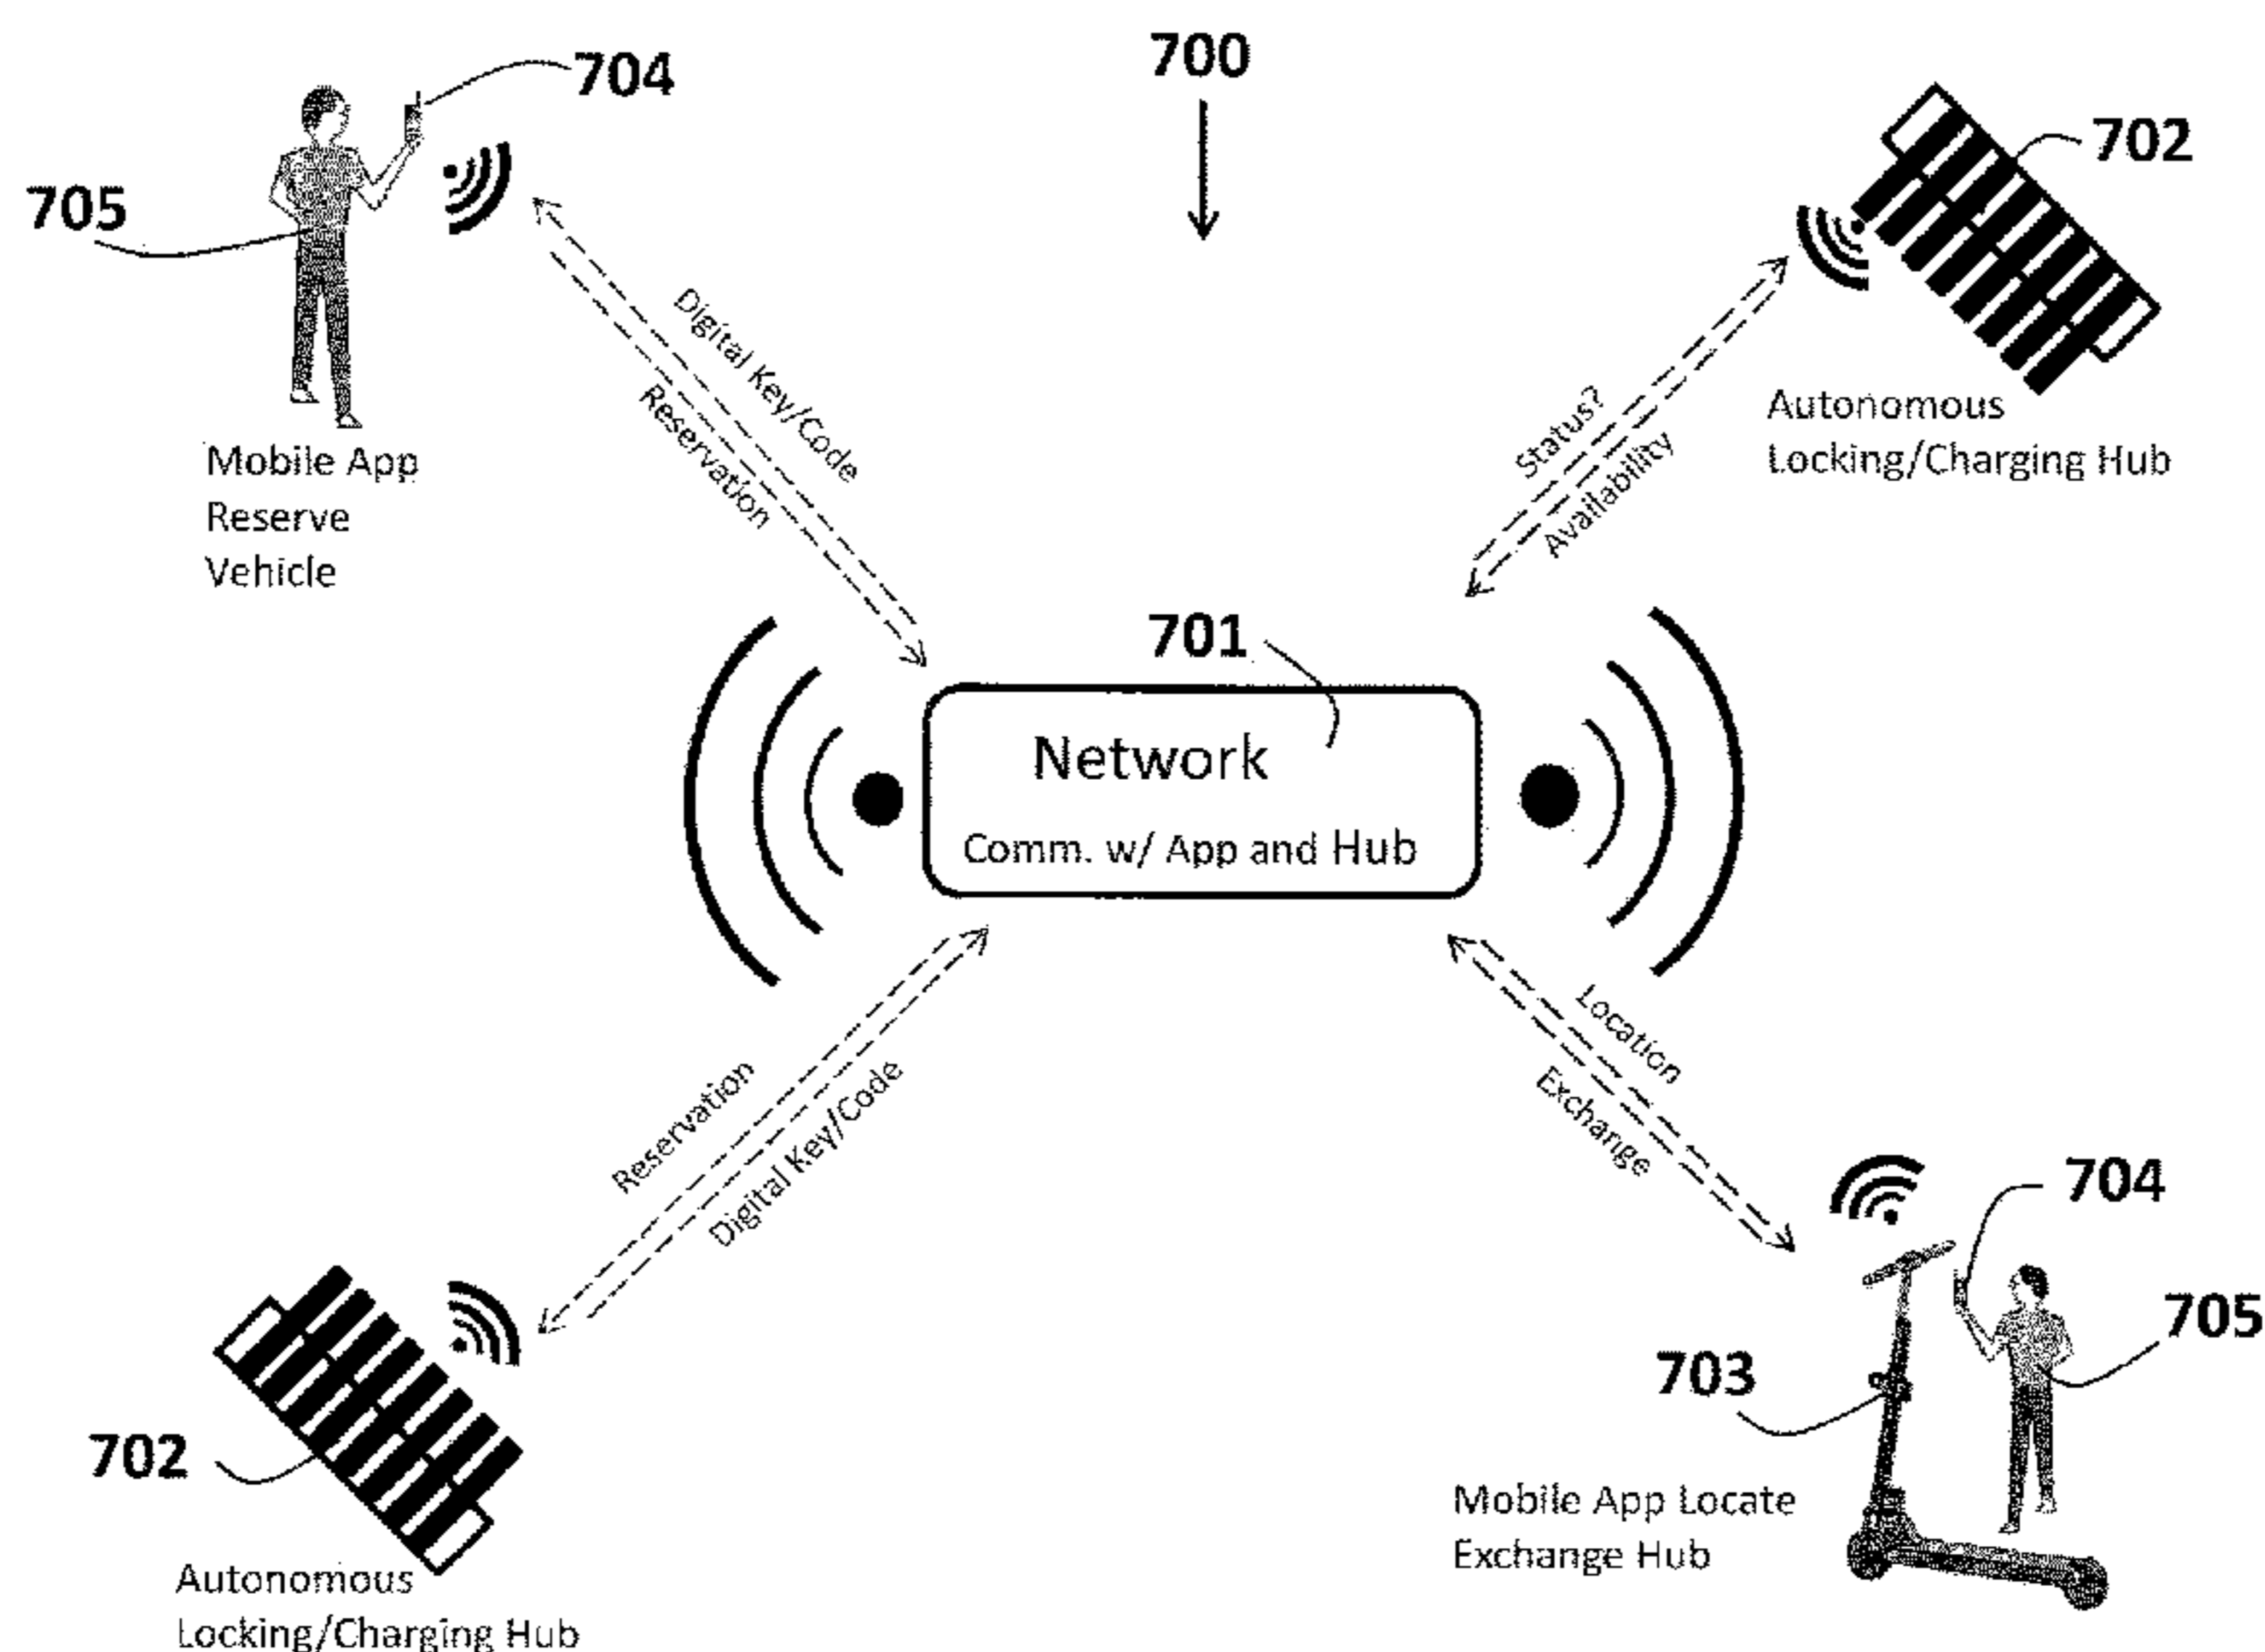 704
700
702
705
Digital Key/Code
Reservation
Status?
Availability
Mobile App
Reserve
Vehicle
Autonomous
Locking/Charging Hub
701
Network
Comm. w/ App and Hub
Reservation
Digital Key/Code
Location
Exchange
704
705
703
702
Mobile App Locate
Exchange Hub
Autonomous
Locking/Charging Hub